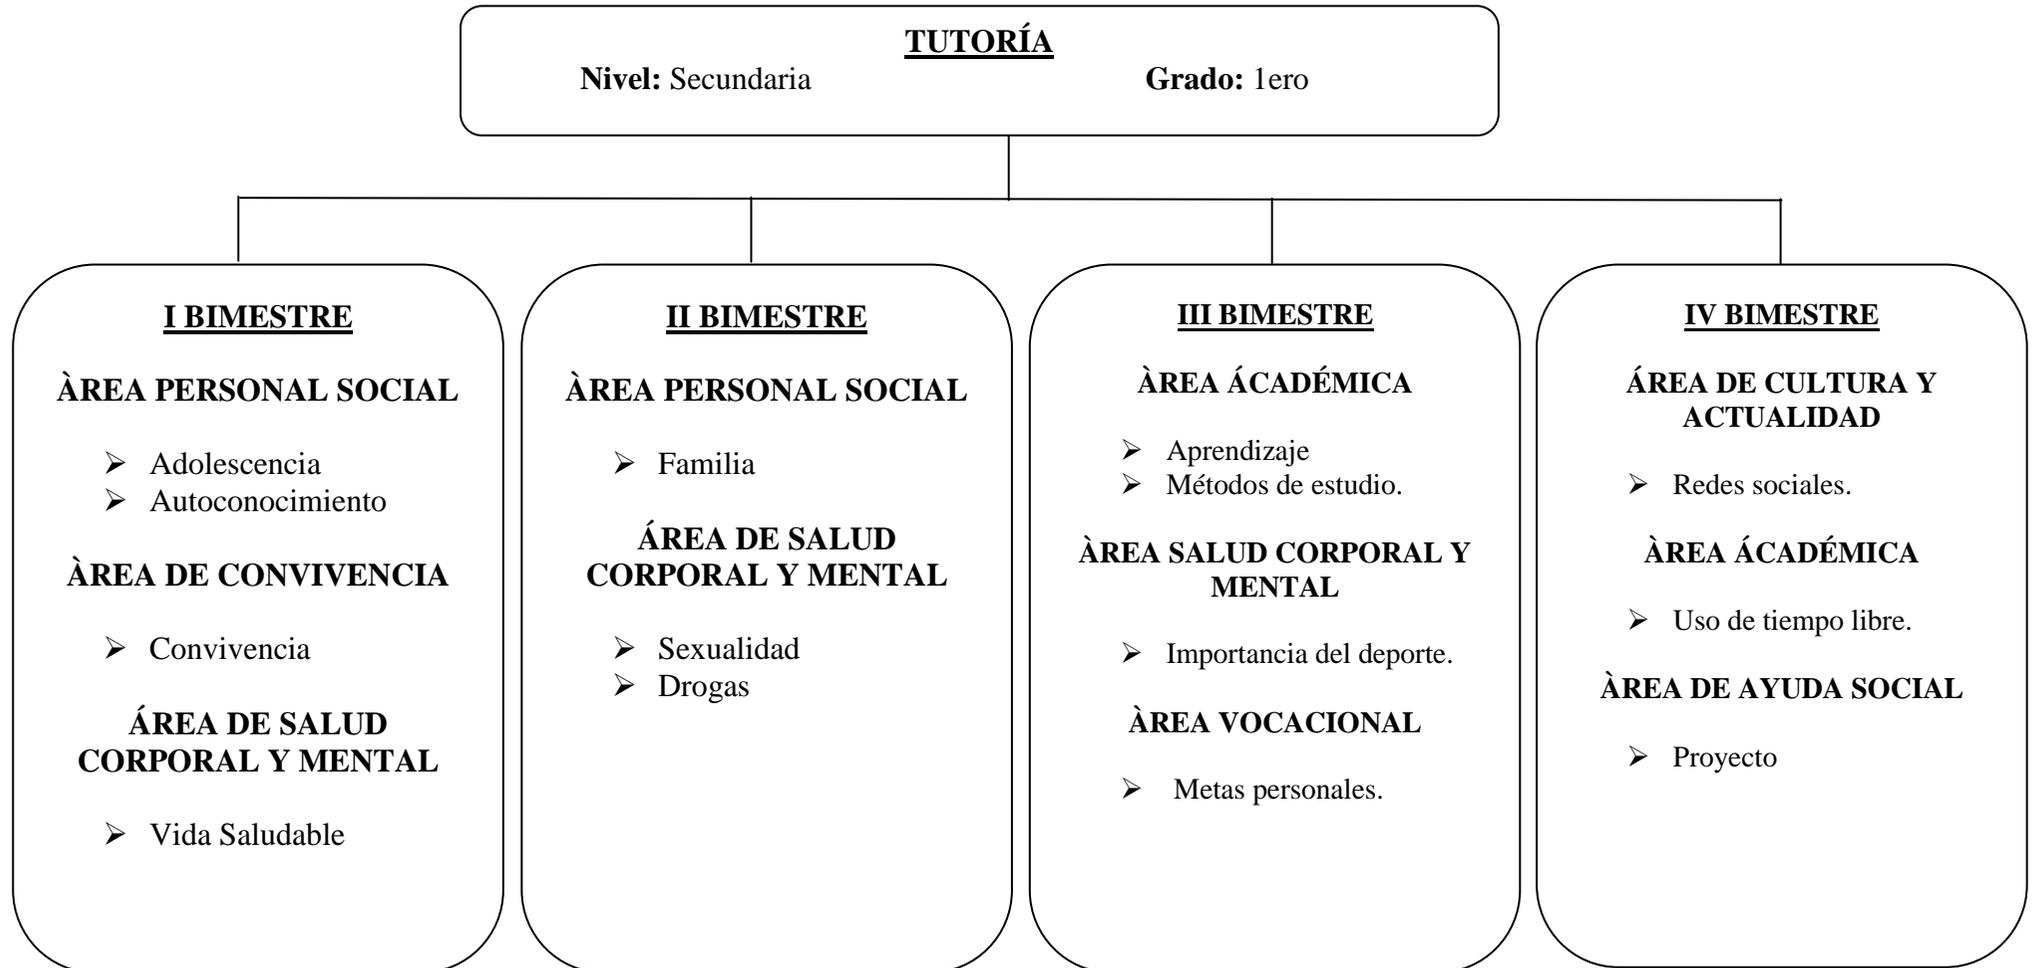 TUTORÍA
Nivel: Secundaria Grado: 1ero
I BIMESTRE
ÀREA PERSONAL SOCIAL
➢ Adolescencia
➢ Autoconocimiento
ÀREA DE CONVIVENCIA
➢ Convivencia
ÁREA DE SALUD
CORPORAL Y MENTAL
➢ Vida Saludable
II BIMESTRE
ÀREA PERSONAL SOCIAL
➢ Familia
ÁREA DE SALUD
CORPORAL Y MENTAL
➢ Sexualidad
➢ Drogas
III BIMESTRE
ÀREA ÁCADÉMICA
➢ Aprendizaje
➢ Métodos de estudio.
ÀREA SALUD CORPORAL Y
MENTAL
➢ Importancia del deporte.
ÀREA VOCACIONAL
➢ Metas personales.
IV BIMESTRE
ÁREA DE CULTURA Y
ACTUALIDAD
➢ Redes sociales.
ÀREA ÁCADÉMICA
➢ Uso de tiempo libre.
ÀREA DE AYUDA SOCIAL
➢ Proyecto